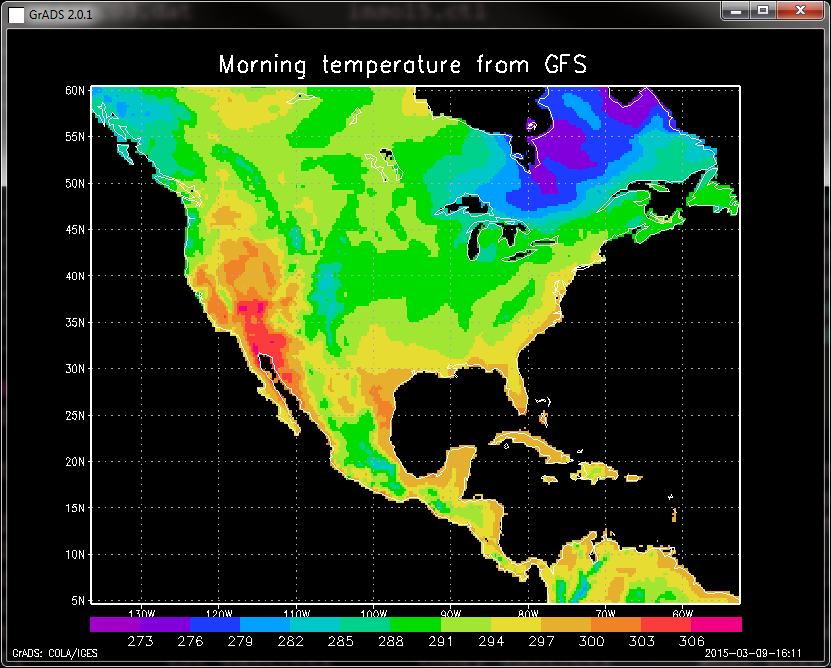 GrADS 2.0.1
Morning temperature from GFS
60N
55N
50N
45N
40N
35N
30N
25N
20N
15N
10N
5N
130W 120W 110W 100W 90W 80W 70W 60W
273 276 279 282 285 288 291 294 297 300 303 306
GrADS: COLA/IGES 2015-03-09-16:11